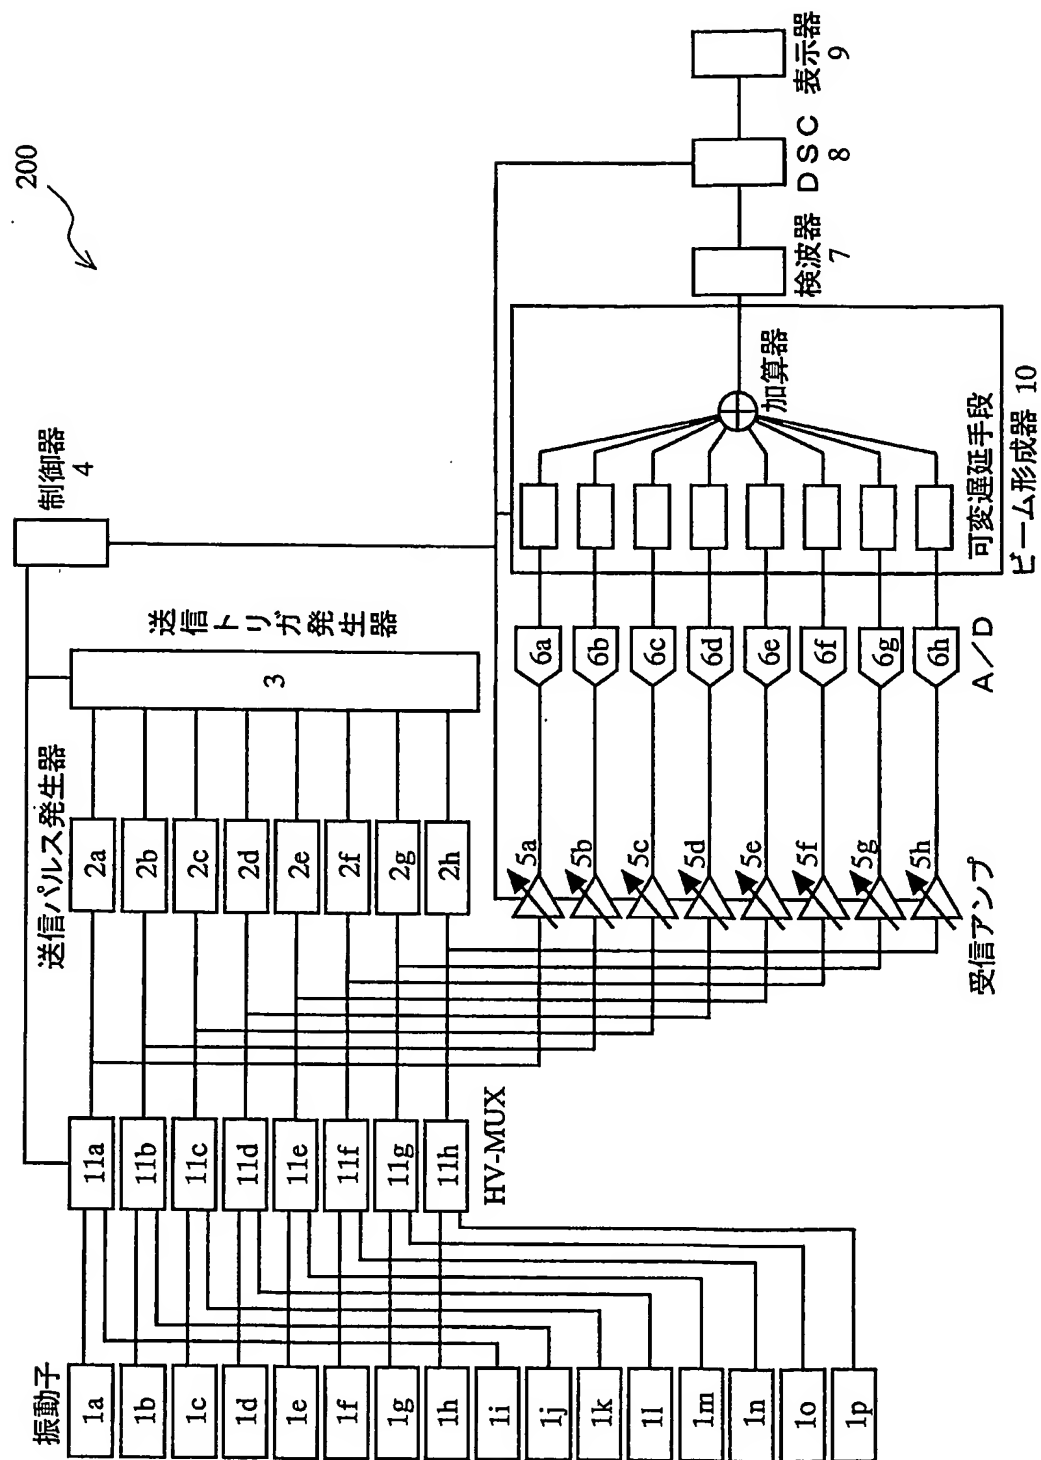 200
制御器
4
送信トリガ発生器
3
送信パルス発生器
2a
2b
2c
2d
2e
2f
2g
2h
11a
11b
11c
11d
11e
11f
11g
11h
HV-MUX
振動子
1a
1b
1c
1d
1e
1f
1g
1h
1i
1j
1k
1l
1m
1n
1o
1p
5a
5b
5c
5d
5e
5f
5g
5h
受信アンプ
6a
6b
6c
6d
6e
6f
6g
6h
A/D
加算器
可変遅延手段
ビーム形成器 10
検波器
7
DSC
8
表示器
9